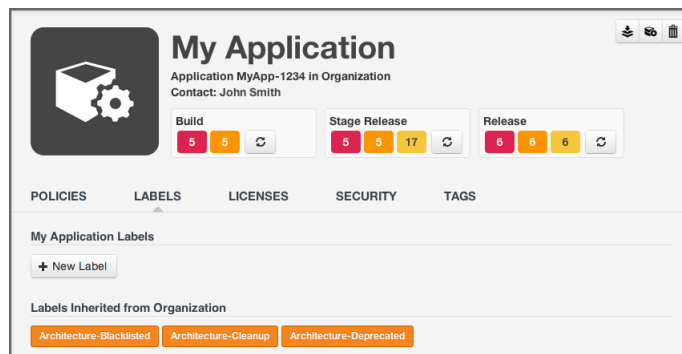 My Application
Application MyApp-1234 in Organization
Contact: John Smith
Build
5 5
Stage Release
5 5 17
Release
6 6 6
POLICIES LABELS LICENSES SECURITY TAGS
My Application Labels
+ New Label
Labels Inherited from Organization
Architecture-Blacklisted Architecture-Cleanup Architecture-Deprecated